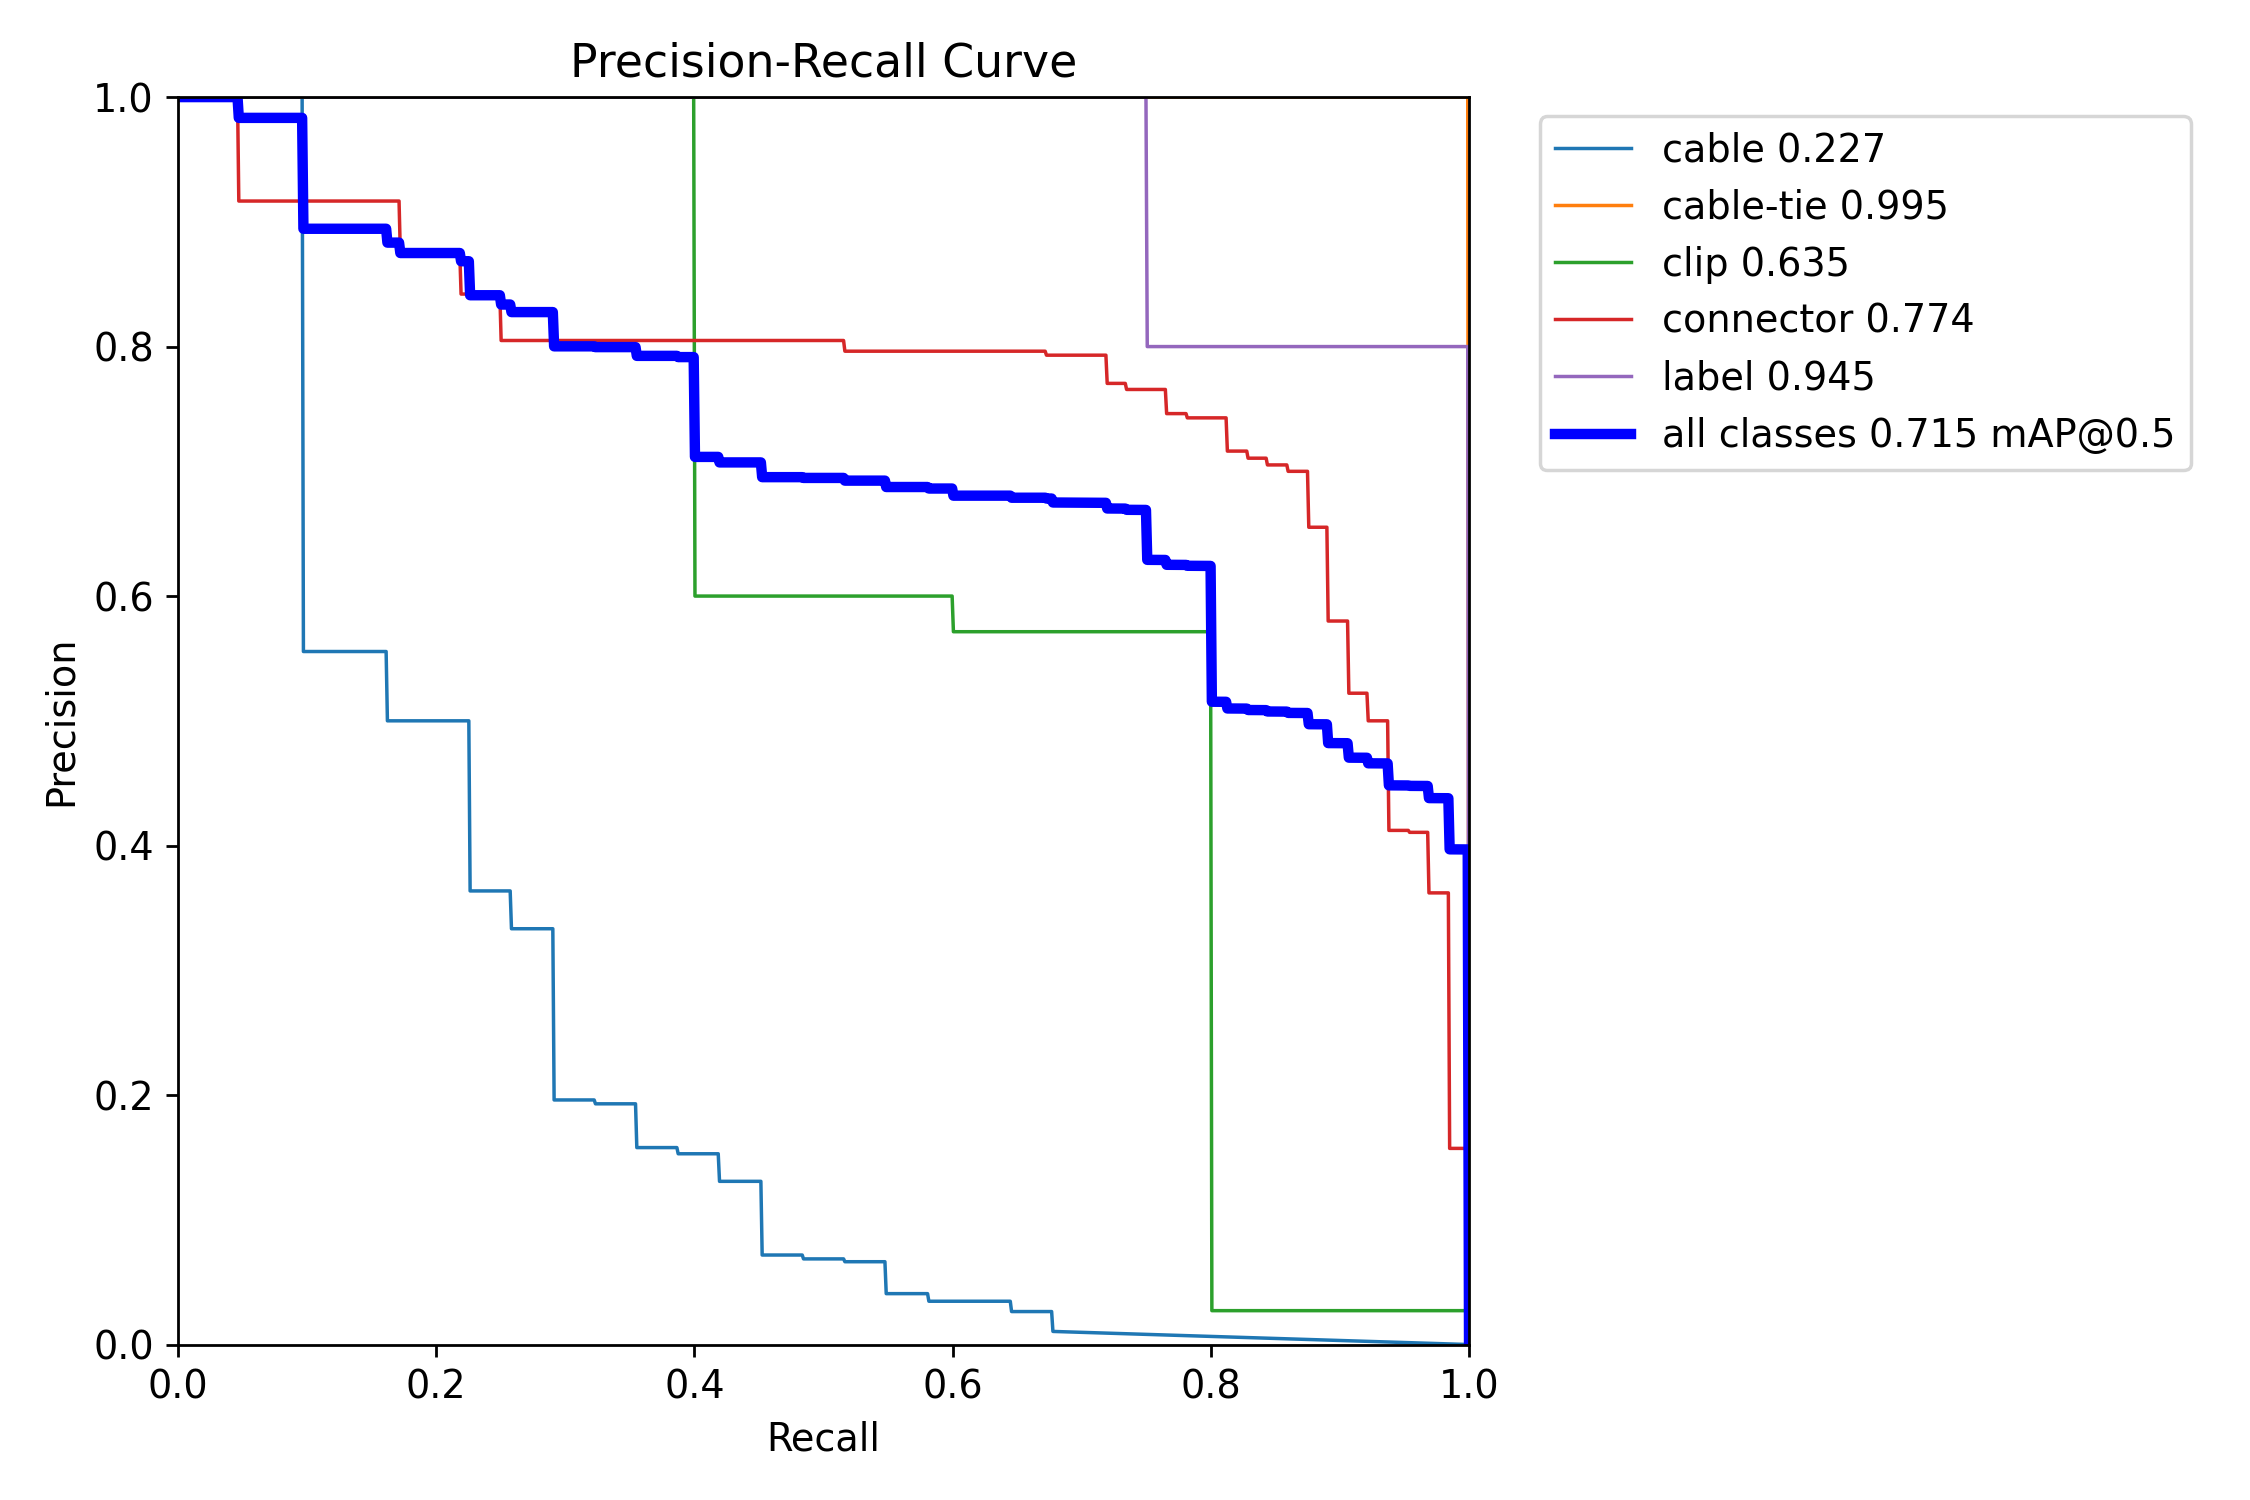 Precision-Recall Curve
1.0
0.8
0.6
0.4
0.2
0.0
Precision
0.0 0.2 0.4 0.6 0.8 1.0
Recall
cable 0.227
cable-tie 0.995
clip 0.635
connector 0.774
label 0.945
all classes 0.715 mAP@0.5